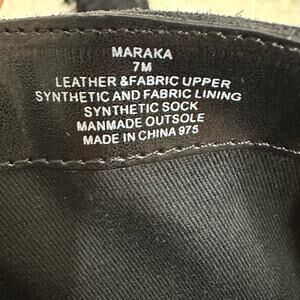 MARAKA
7M
LEATHER &FABRIC UPPER
SYNTHETIC AND FABRIC LINING
SYNTHETIC SOCK
MANMADE OUTSOLE
MADE IN CHINA 975